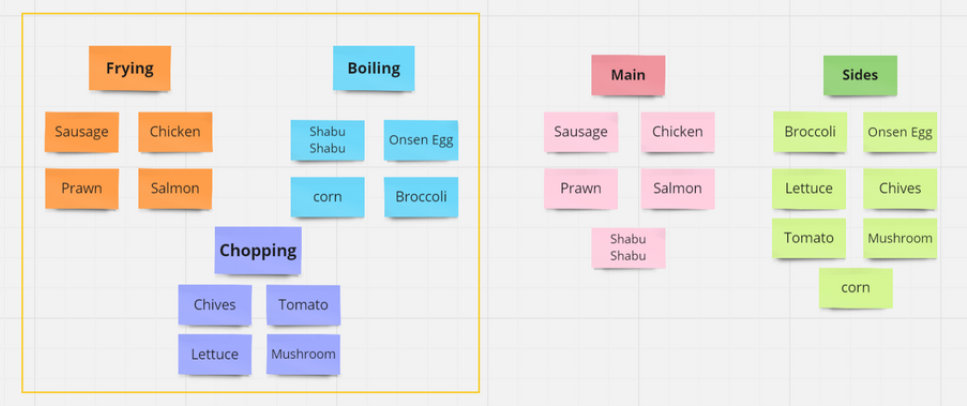 Frying
Sausage
Chicken
Prawn
Salmon
Boiling
Shabu
Shabu
Onsen Egg
corn
Broccoli
Chopping
Chives
Tomato
Lettuce
Mushroom
Main
Sausage
Chicken
Prawn
Salmon
Shabu
Shabu
Sides
Broccoli
Onsen Egg
Lettuce
Chives
Tomato
Mushroom
corn